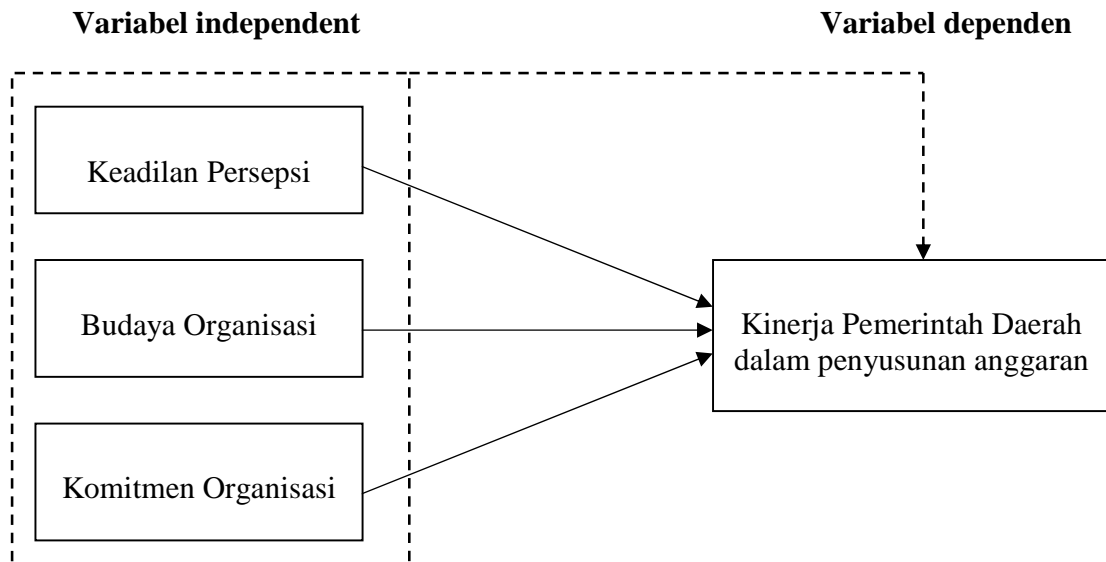 Variabel independent
Variabel dependen
Keadilan Persepsi
Budaya Organisasi
Komitmen Organisasi
Kinerja Pemerintah Daerah
dalam penyusunan anggaran